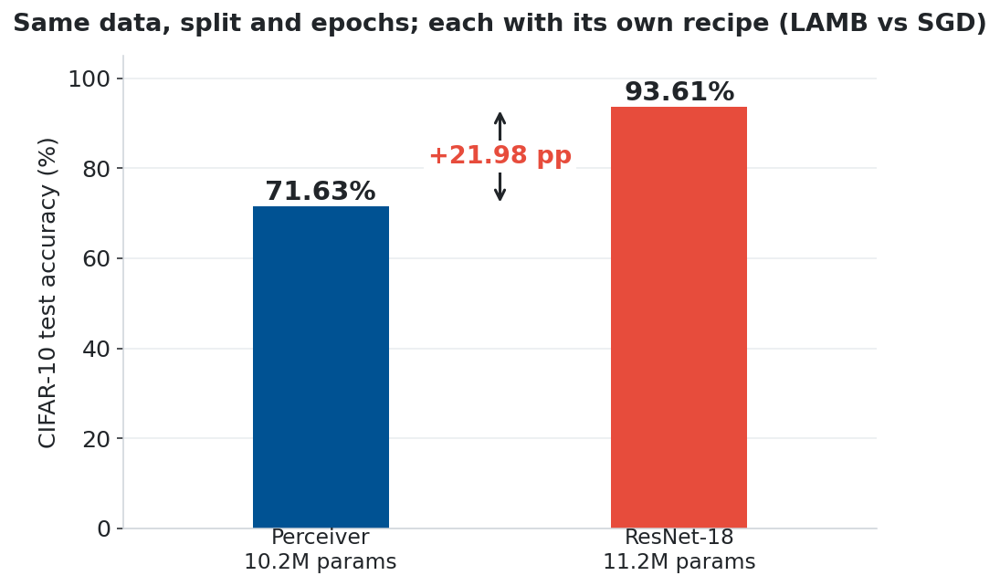 Same data, split and epochs; each with its own recipe (LAMB vs SGD)
CIFAR-10 test accuracy (%)
100
80
60
40
20
0
71.63%
+21.98 pp
93.61%
Perceiver
10.2M params
ResNet-18
11.2M params